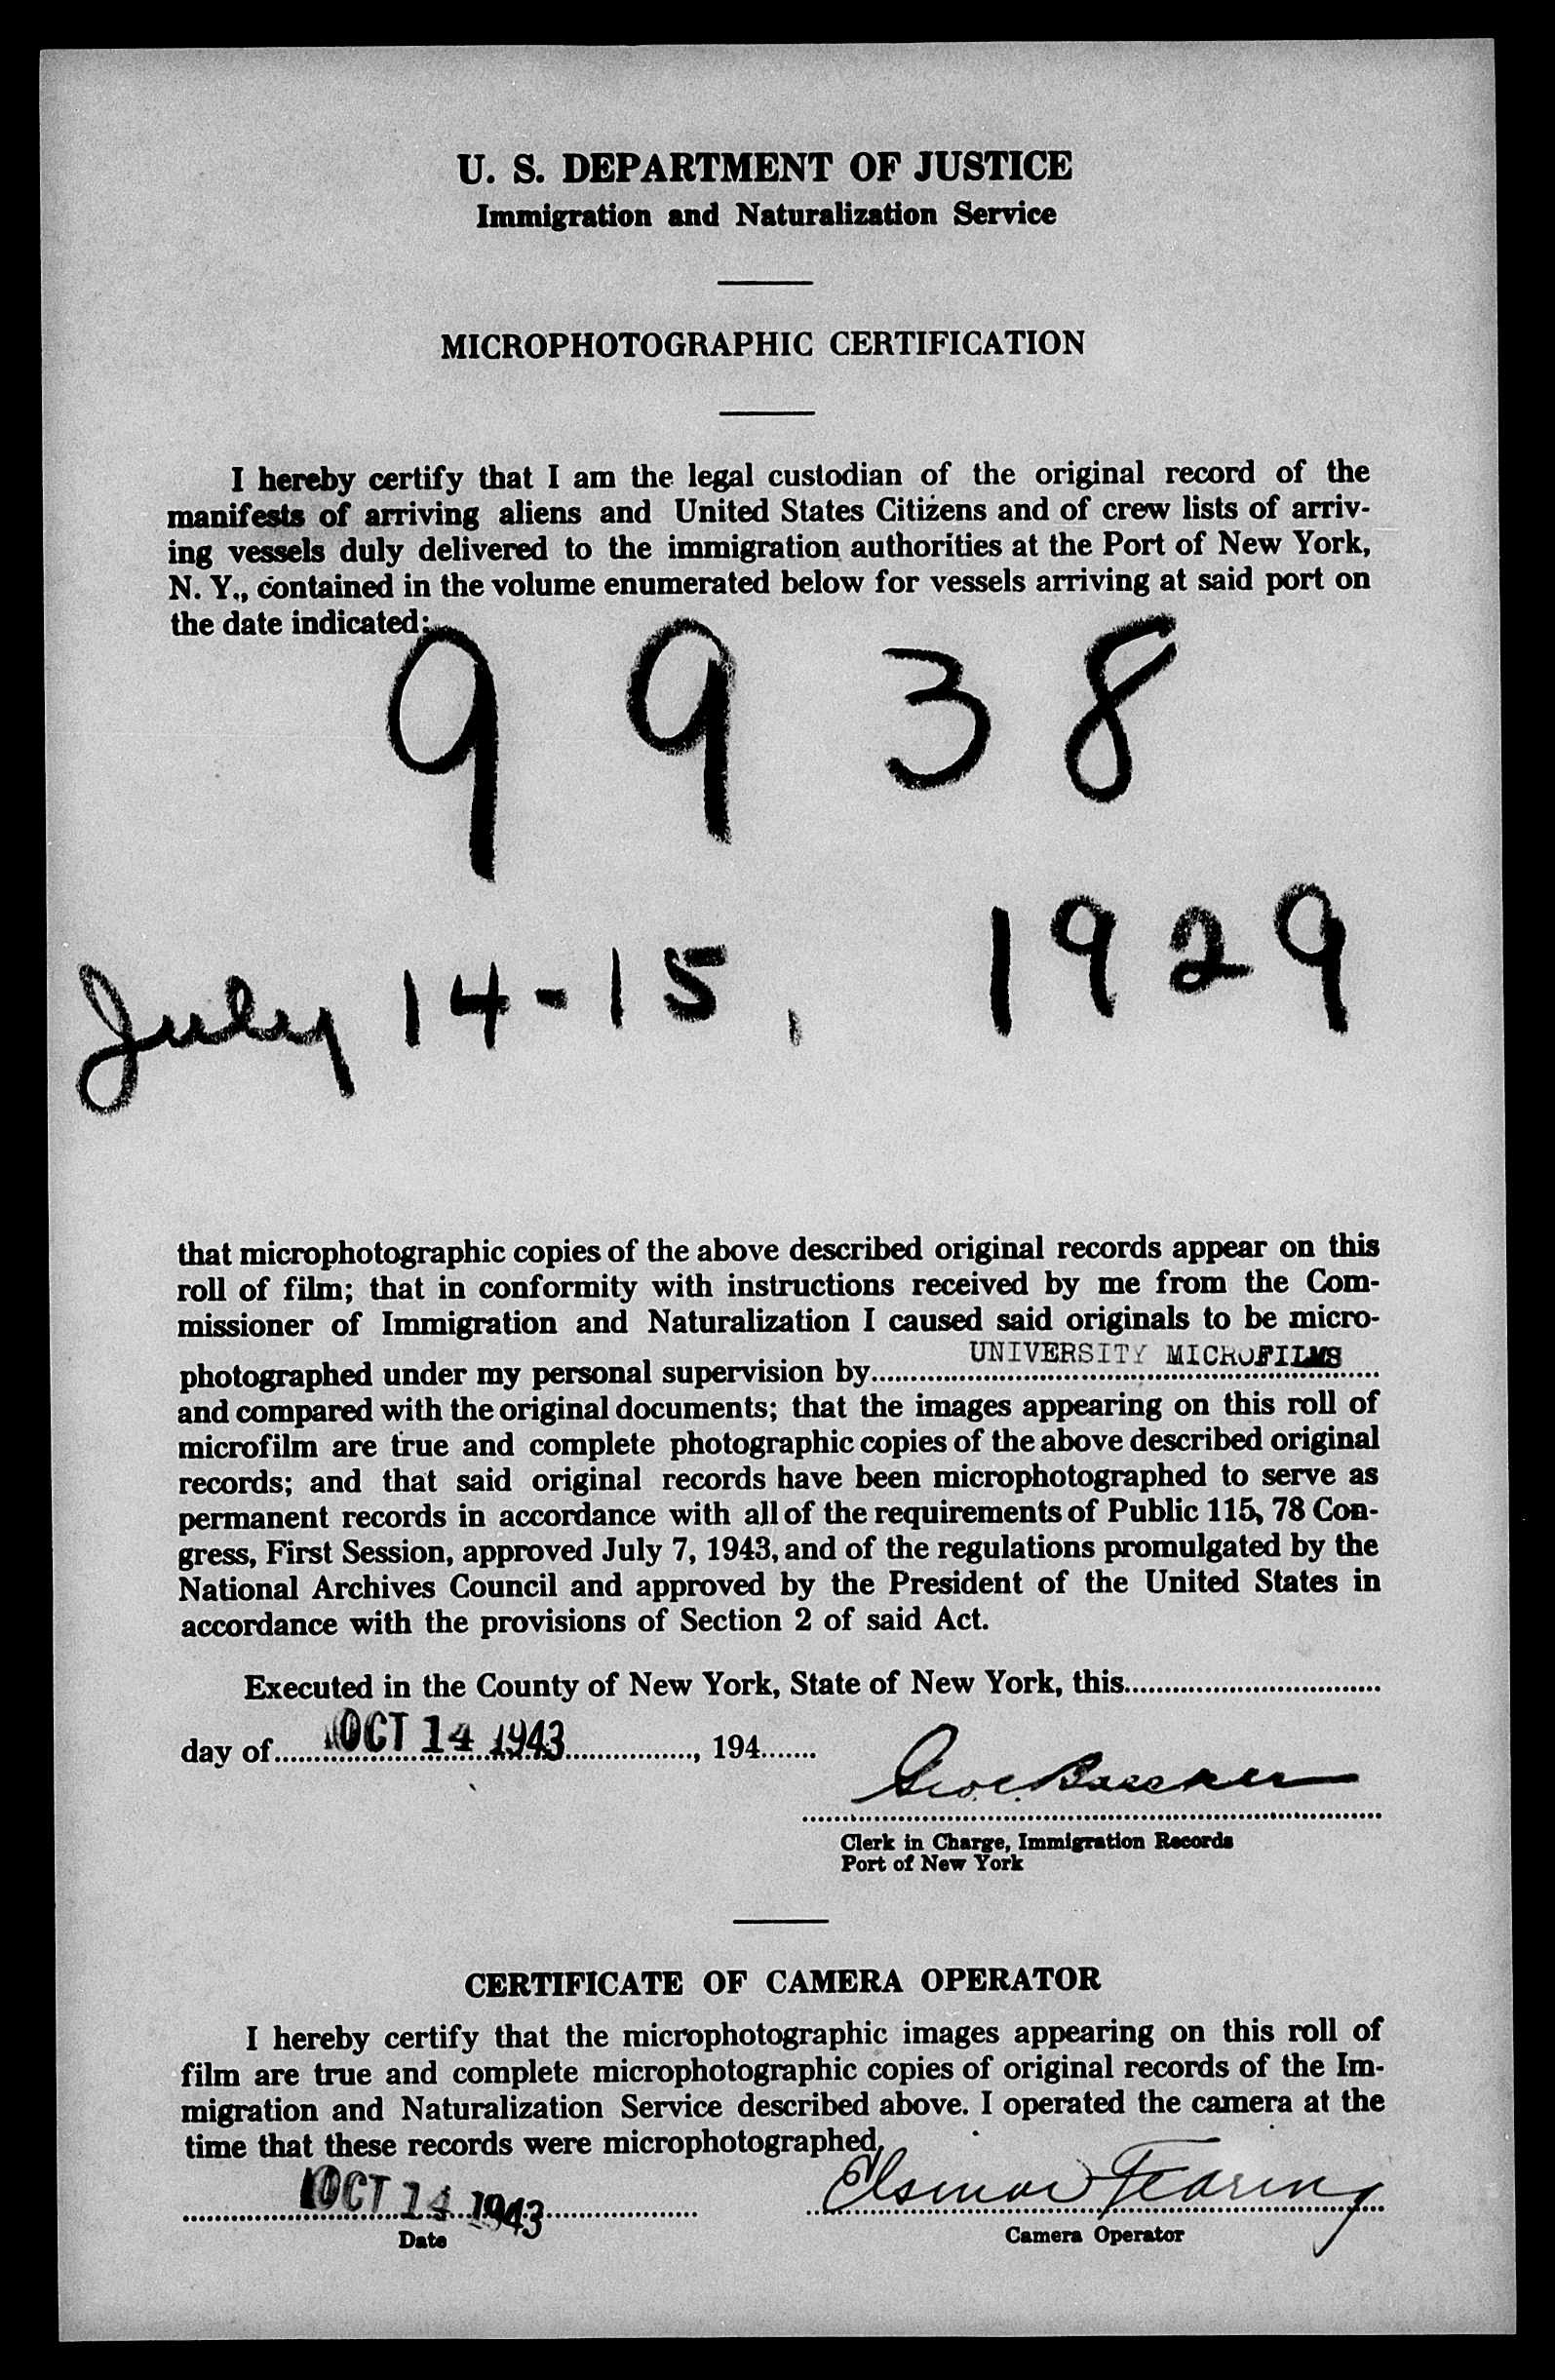 U. S. DEPARTMENT OF JUSTICE
Immigration and Naturalization Service
MICROPHOTOGRAPHIC CERTIFICATION
I hereby certify that I am the legal custodian of the original record of the
manifests of arriving aliens and United States Citizens and of crew lists of arriv-
ing vessels duly delivered to the immigration authorities at the Port of New York,
N. Y., contained in the volume enumerated below for vessels arriving at said port on
the date indicated:
9938
July 14-15, 1929
that microphotographic copies of the above described original records appear on this
roll of film; that in conformity with instructions received by me from the Com-
missioner of Immigration and Naturalization I caused said originals to be micro-
photographed under my personal supervision by UNIVERSITY MICROFILMS
and compared with the original documents; that the images appearing on this roll of
microfilm are true and complete photographic copies of the above described original
records; and that said original records have been microphotographed to serve as
permanent records in accordance with all of the requirements of Public 115, 78 Con-
gress, First Session, approved July 7, 1943, and of the regulations promulgated by the
National Archives Council and approved by the President of the United States in
accordance with the provisions of Section 2 of said Act.
Executed in the County of New York, State of New York, this
day of OCT 14 1943, 194
Geo. C.
Clerk in Charge, Immigration Records
Port of New York
CERTIFICATE OF CAMERA OPERATOR
I hereby certify that the microphotographic images appearing on this roll of
film are true and complete microphotographic copies of original records of the Im-
migration and Naturalization Service described above. I operated the camera at the
time that these records were microphotographed.
OCT 14 1943 Fearing
Date Camera Operator